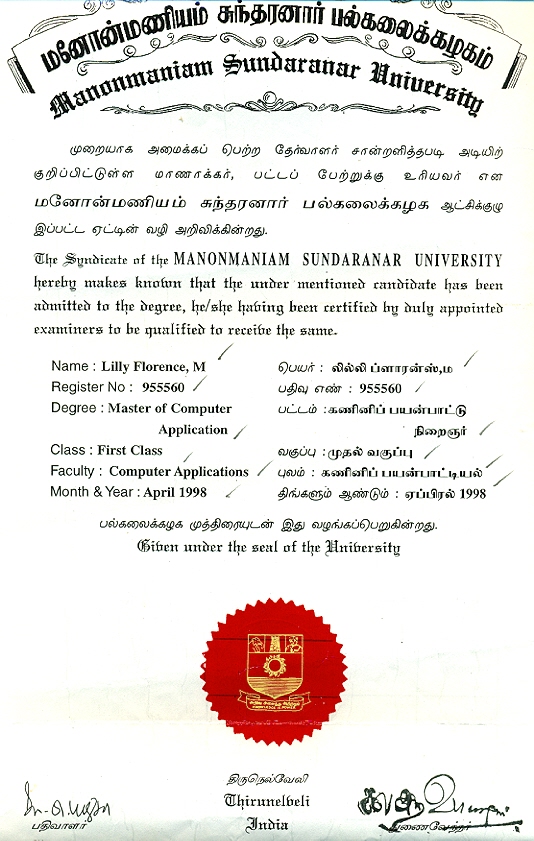 மனோன்மணியம் சுந்தரனார் பல்கலைக்கழகம்
Manonmaniam Sundaranar University
முறையாக அமைக்கப் பெற்ற தேர்வாளர் சான்றளித்தபடி அடியிற்
குறிப்பிட்டுள்ள மாணாக்கர், பட்டப் பேற்றுக்கு உரியவர் என
மனோன்மணியம் சுந்தரனார் பல்கலைக்கழக ஆட்சிக்குழு
இப்பட்ட ஏட்டின் வழி அறிவிக்கின்றது.
The Syndicate of the MANONMANIAM SUNDARANAR UNIVERSITY
hereby makes known that the under mentioned candidate has been
admitted to the degree, he/she having been certified by duly appointed
examiners to be qualified to receive the same.
Name : Lilly Florence, M பெயர் : லில்லி ப்ளாரன்ஸ்,ம
Register No : 955560 பதிவு எண் : 955560
Degree : Master of Computer பட்டம் : கணினிப் பயன்பாட்டு
Application நிறைஞர்
Class : First Class வகுப்பு : முதல் வகுப்பு
Faculty : Computer Applications புலம் : கணினிப் பயன்பாட்டியல்
Month & Year : April 1998 திங்களும் ஆண்டும் : ஏப்பிரல் 1998
பல்கலைக்கழக முத்திரையுடன் இது வழங்கப்பெறுகின்றது.
Given under the seal of the University
திருநெல்வேலி
Thirunelveli
India
பதிவாளர்
துணைவேந்தர்